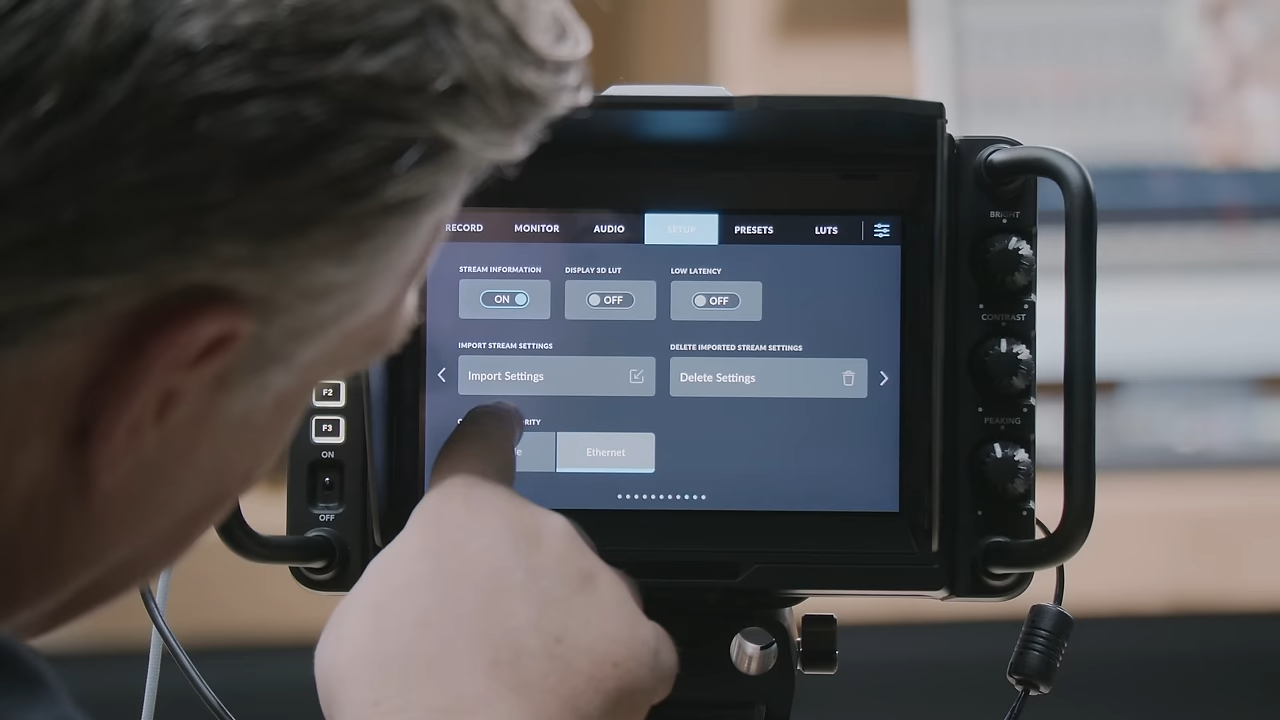 RECORD MONITOR AUDIO SETUP PRESETS LUTS
STREAM INFORMATION DISPLAY 3D LUT LOW LATENCY
ON OFF OFF
IMPORT STREAM SETTINGS DELETE IMPORTED STREAM SETTINGS
Import Settings Delete Settings
Ethernet
F2
F3
ON
OFF
BRIGHT
CONTRAST
PEAKING